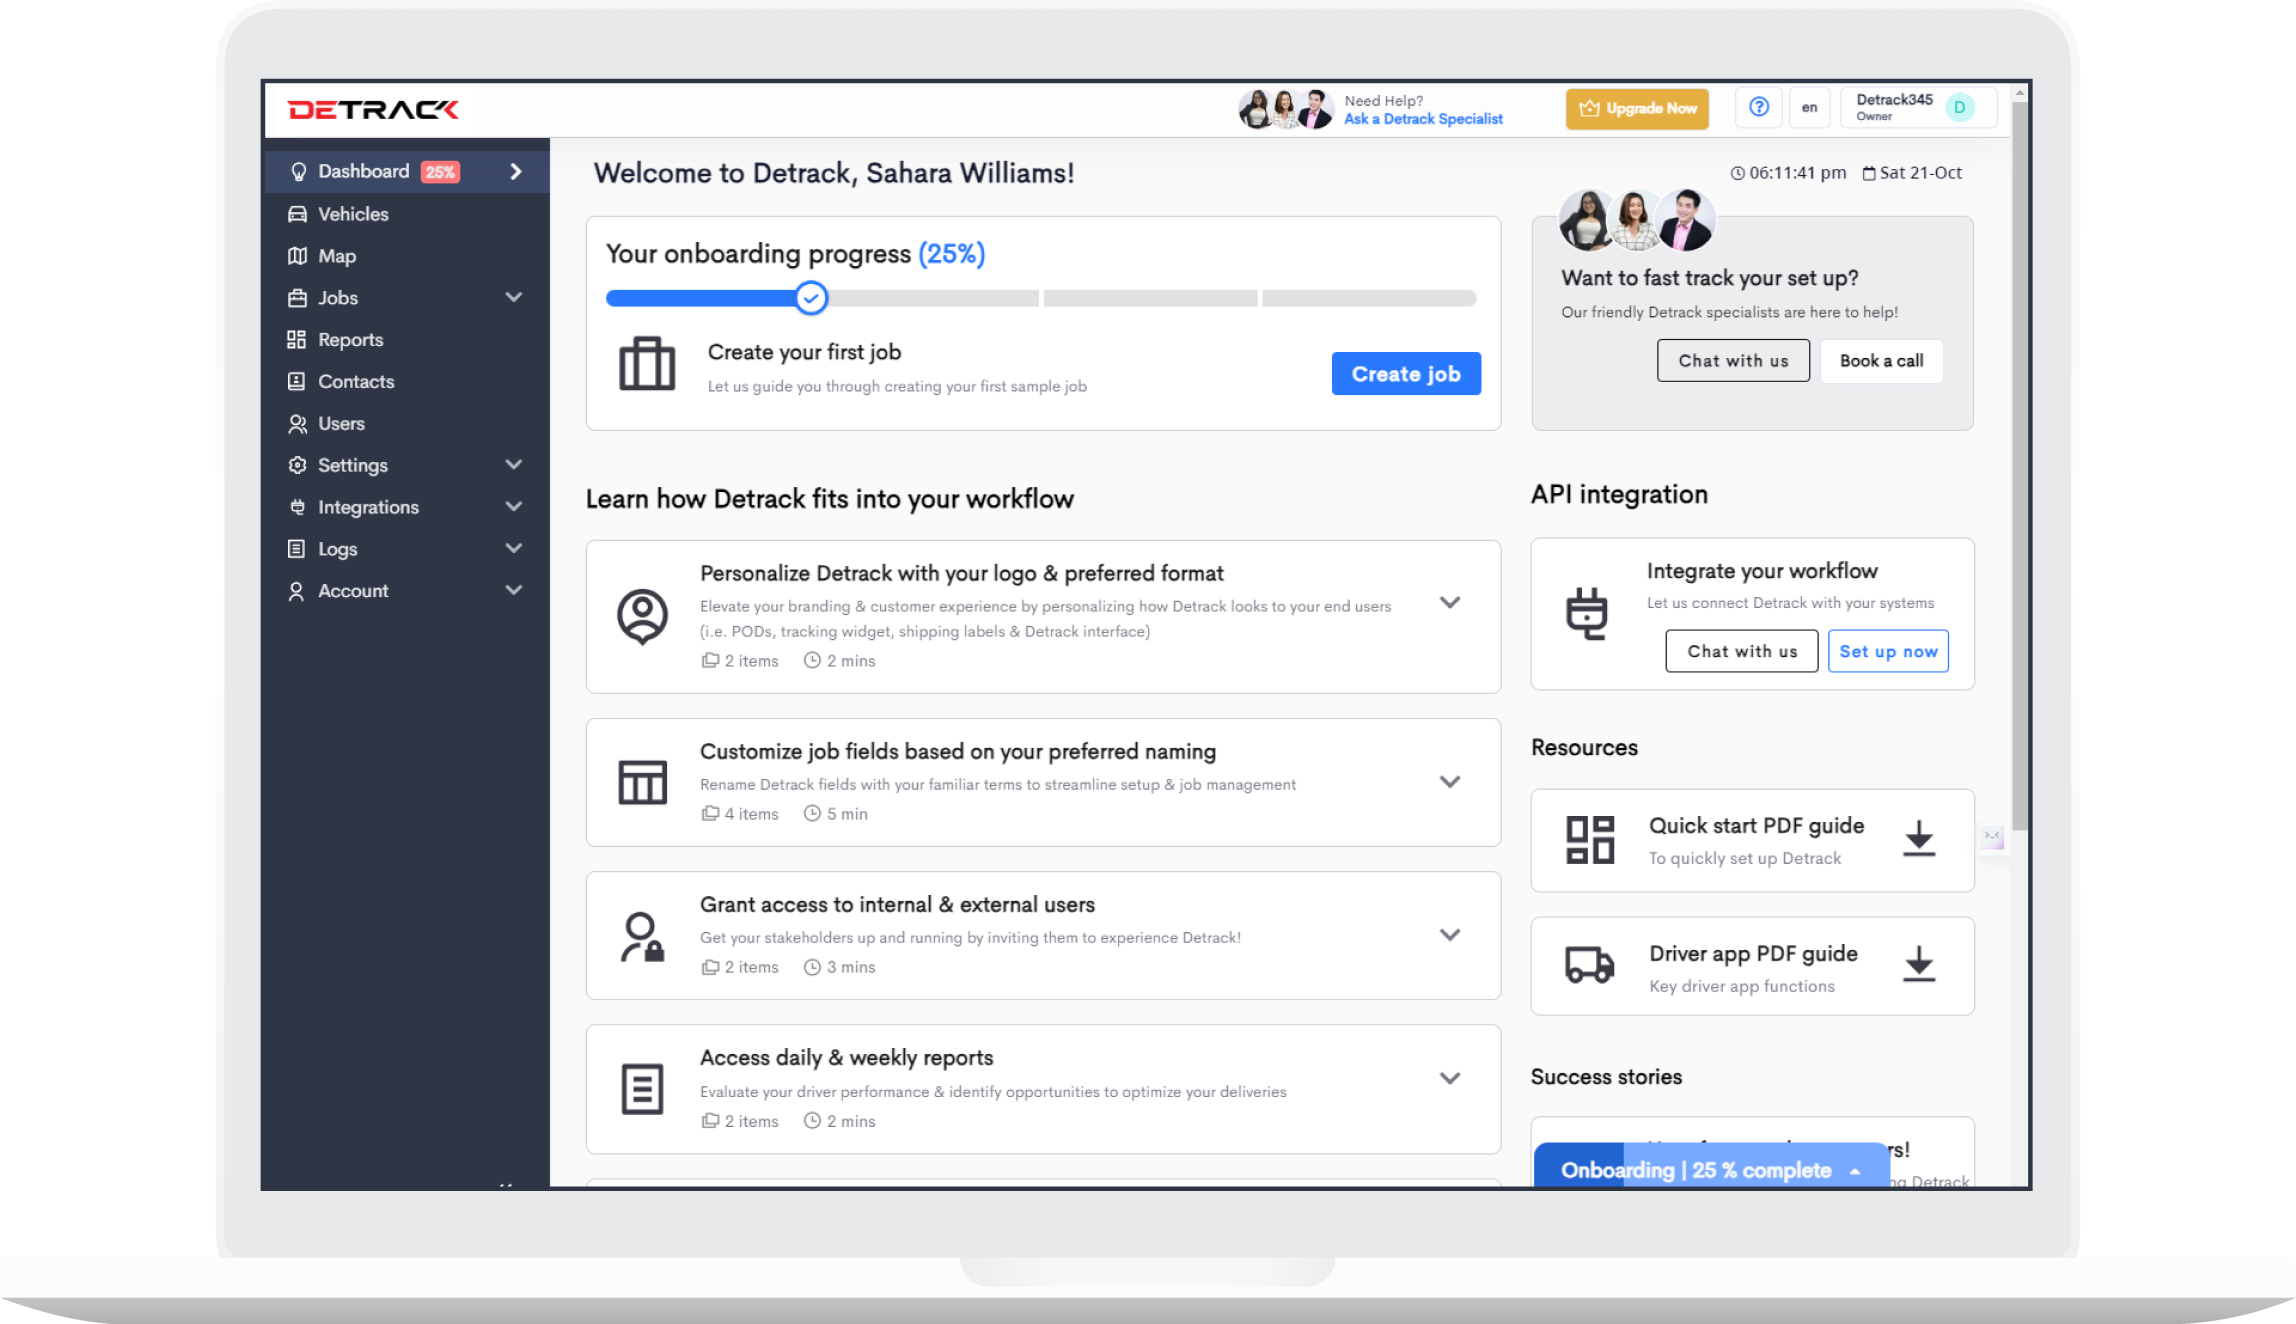 DETRACK
Need Help?
Ask a Detrack Specialist
Upgrade Now
en
Detrack345
Owner
D
Dashboard 25%
Vehicles
Map
Jobs
Reports
Contacts
Users
Settings
Integrations
Logs
Account
Welcome to Detrack, Sahara Williams!
06:11:41 pm Sat 21-Oct
Your onboarding progress (25%)
Create your first job
Let us guide you through creating your first sample job
Create job
Want to fast track your set up?
Our friendly Detrack specialists are here to help!
Chat with us
Book a call
Learn how Detrack fits into your workflow
Personalize Detrack with your logo & preferred format
Elevate your branding & customer experience by personalizing how Detrack looks to your end users
(i.e. PODs, tracking widget, shipping labels & Detrack interface)
2 items 2 mins
Customize job fields based on your preferred naming
Rename Detrack fields with your familiar terms to streamline setup & job management
4 items 5 min
Grant access to internal & external users
Get your stakeholders up and running by inviting them to experience Detrack!
2 items 3 mins
Access daily & weekly reports
Evaluate your driver performance & identify opportunities to optimize your deliveries
2 items 2 mins
API integration
Integrate your workflow
Let us connect Detrack with your systems
Chat with us
Set up now
Resources
Quick start PDF guide
To quickly set up Detrack
Driver app PDF guide
Key driver app functions
Success stories
Onboarding | 25 % complete
Detrack